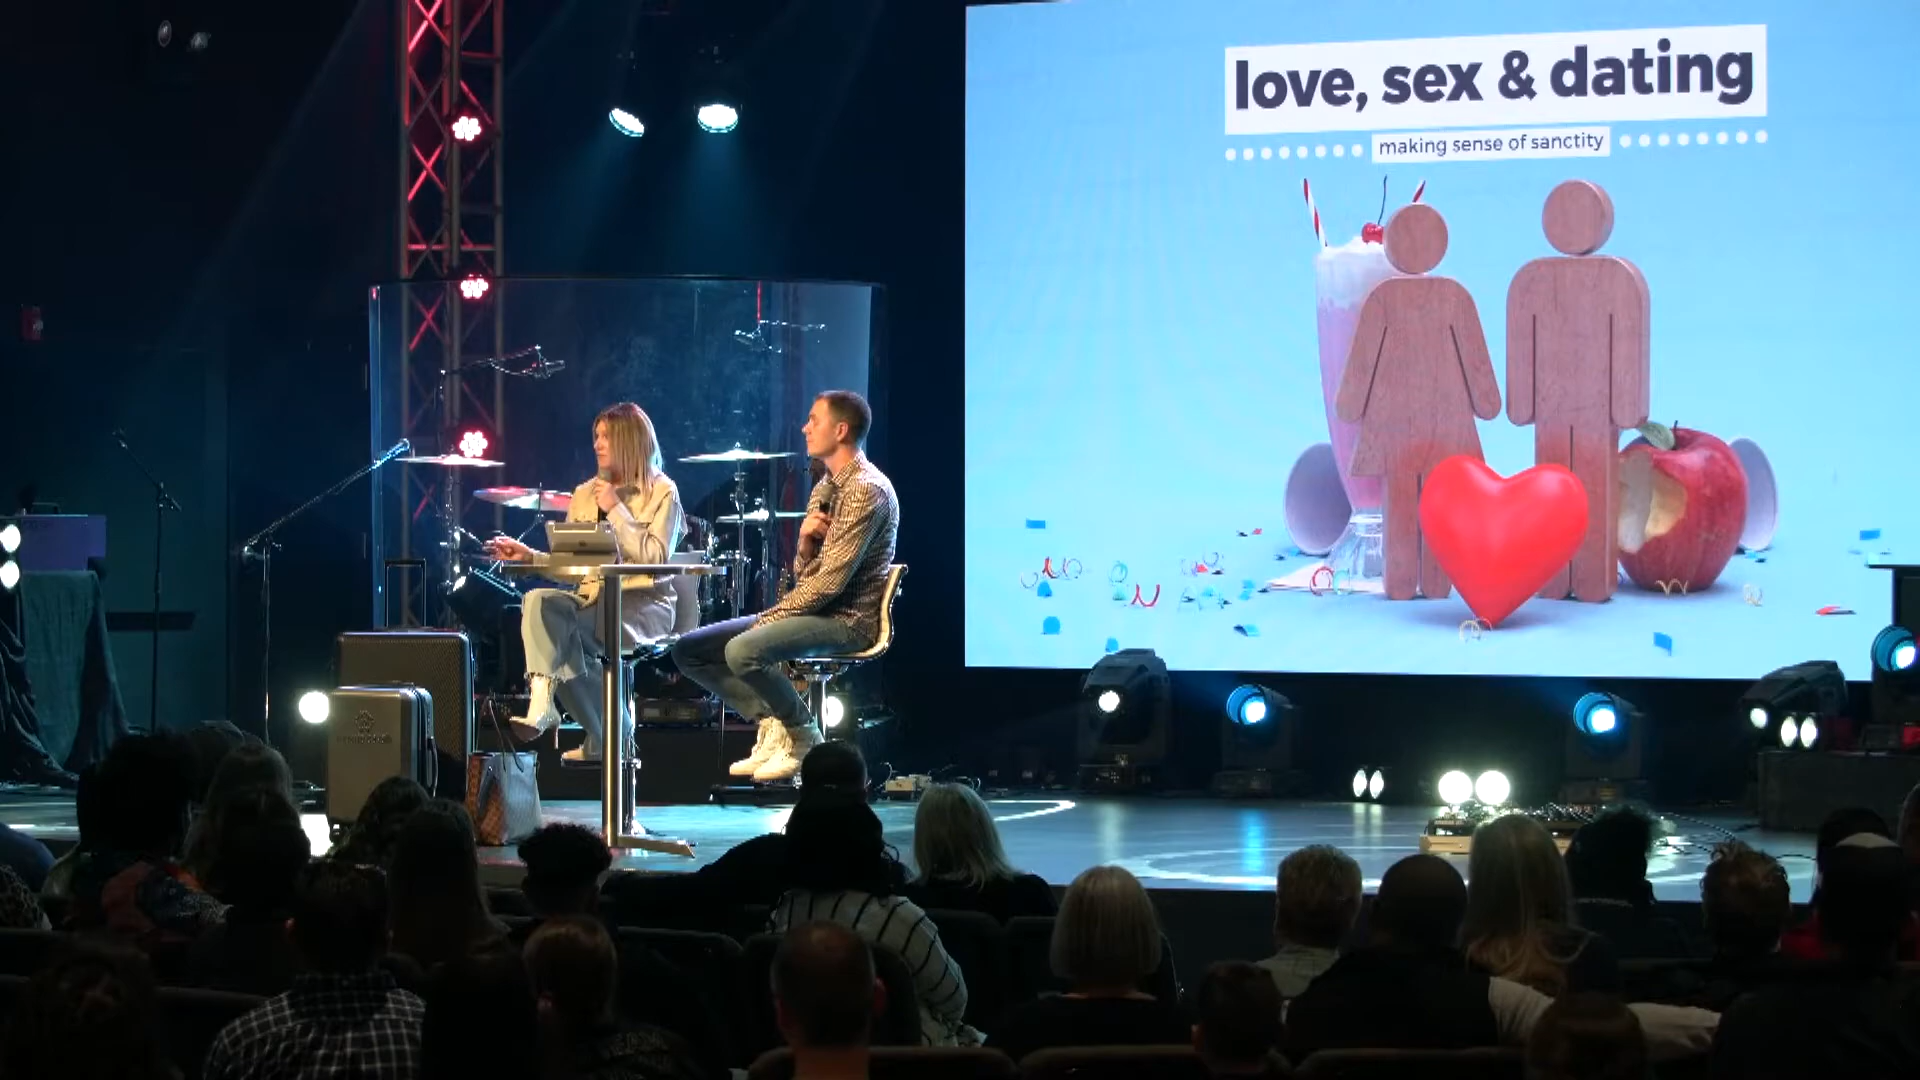 love, sex & dating
making sense of sanctity